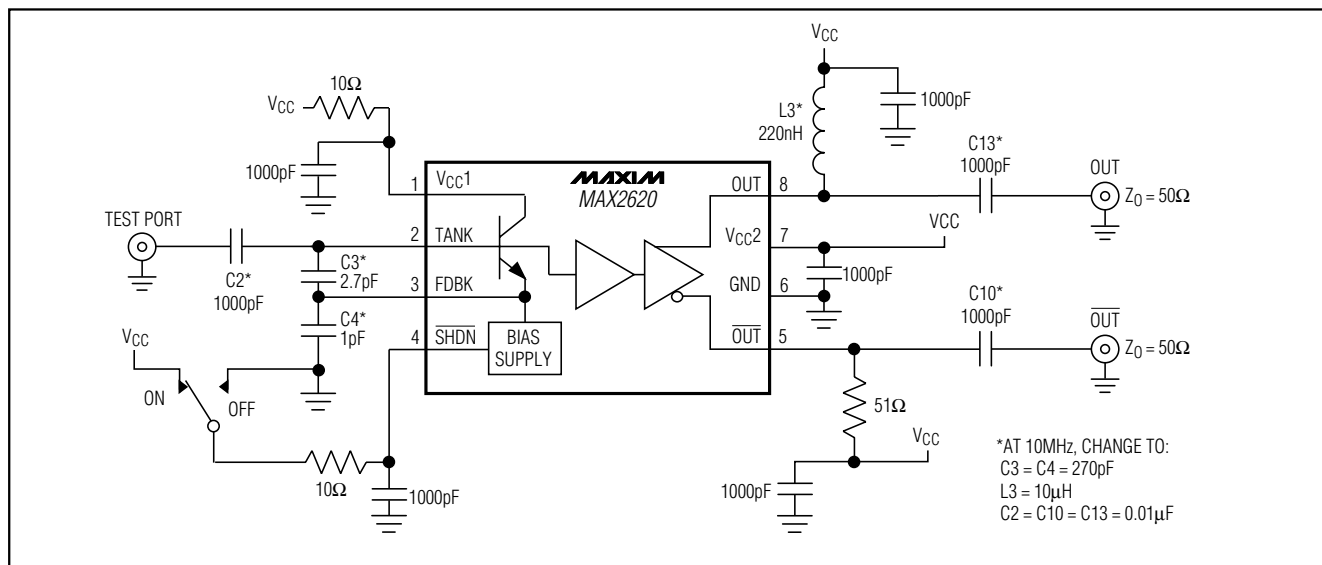 VCC
10Ω
VCC
1000pF
L3*
220nH
1000pF
C13*
1000pF
OUT
Z0 = 50Ω
1
VCC1
MAXIM
MAX2620
OUT
8
TEST PORT
C2*
1000pF
2
TANK
C3*
2.7pF
3
FDBK
C4*
1pF
4
SHDN
BIAS
SUPPLY
VCC2
7
VCC
1000pF
GND
6
OUT
5
C10*
1000pF
OUT
Z0 = 50Ω
VCC
ON
OFF
10Ω
1000pF
51Ω
VCC
1000pF
*AT 10MHz, CHANGE TO:
C3 = C4 = 270pF
L3 = 10µH
C2 = C10 = C13 = 0.01µF